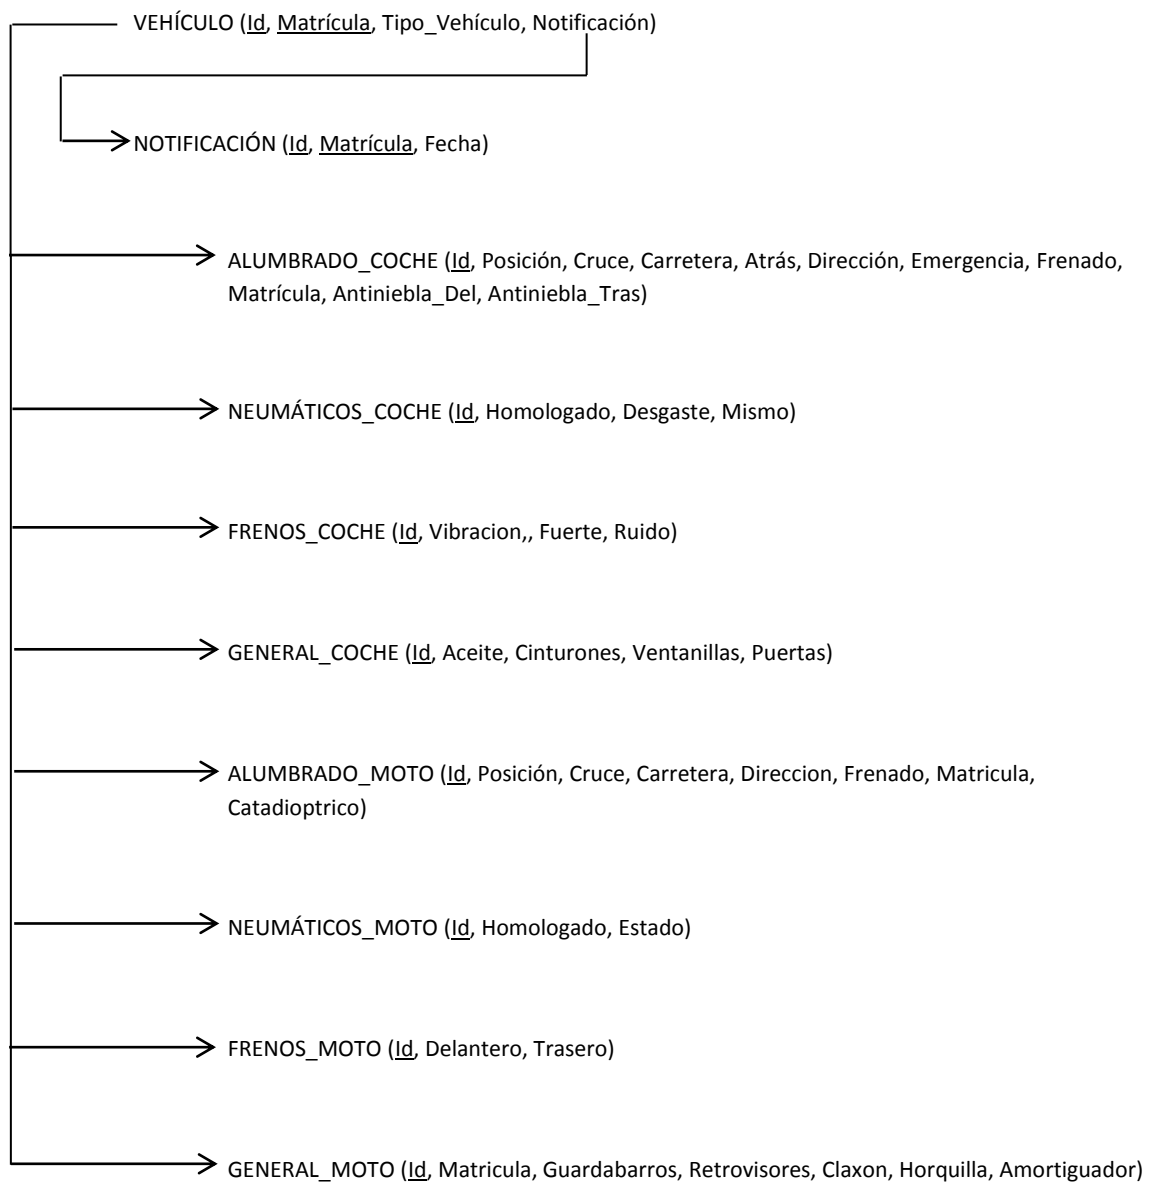 VEHÍCULO (Id, Matrícula, Tipo_Vehículo, Notificación)
NOTIFICACIÓN (Id, Matrícula, Fecha)
ALUMBRADO_COCHE (Id, Posición, Cruce, Carretera, Atrás, Dirección, Emergencia, Frenado,
Matrícula, Antiniebla_Del, Antiniebla_Tras)
NEUMÁTICOS_COCHE (Id, Homologado, Desgaste, Mismo)
FRENOS_COCHE (Id, Vibracion,, Fuerte, Ruido)
GENERAL_COCHE (Id, Aceite, Cinturones, Ventanillas, Puertas)
ALUMBRADO_MOTO (Id, Posición, Cruce, Carretera, Direccion, Frenado, Matricula,
Catadioptrico)
NEUMÁTICOS_MOTO (Id, Homologado, Estado)
FRENOS_MOTO (Id, Delantero, Trasero)
GENERAL_MOTO (Id, Matricula, Guardabarros, Retrovisores, Claxon, Horquilla, Amortiguador)